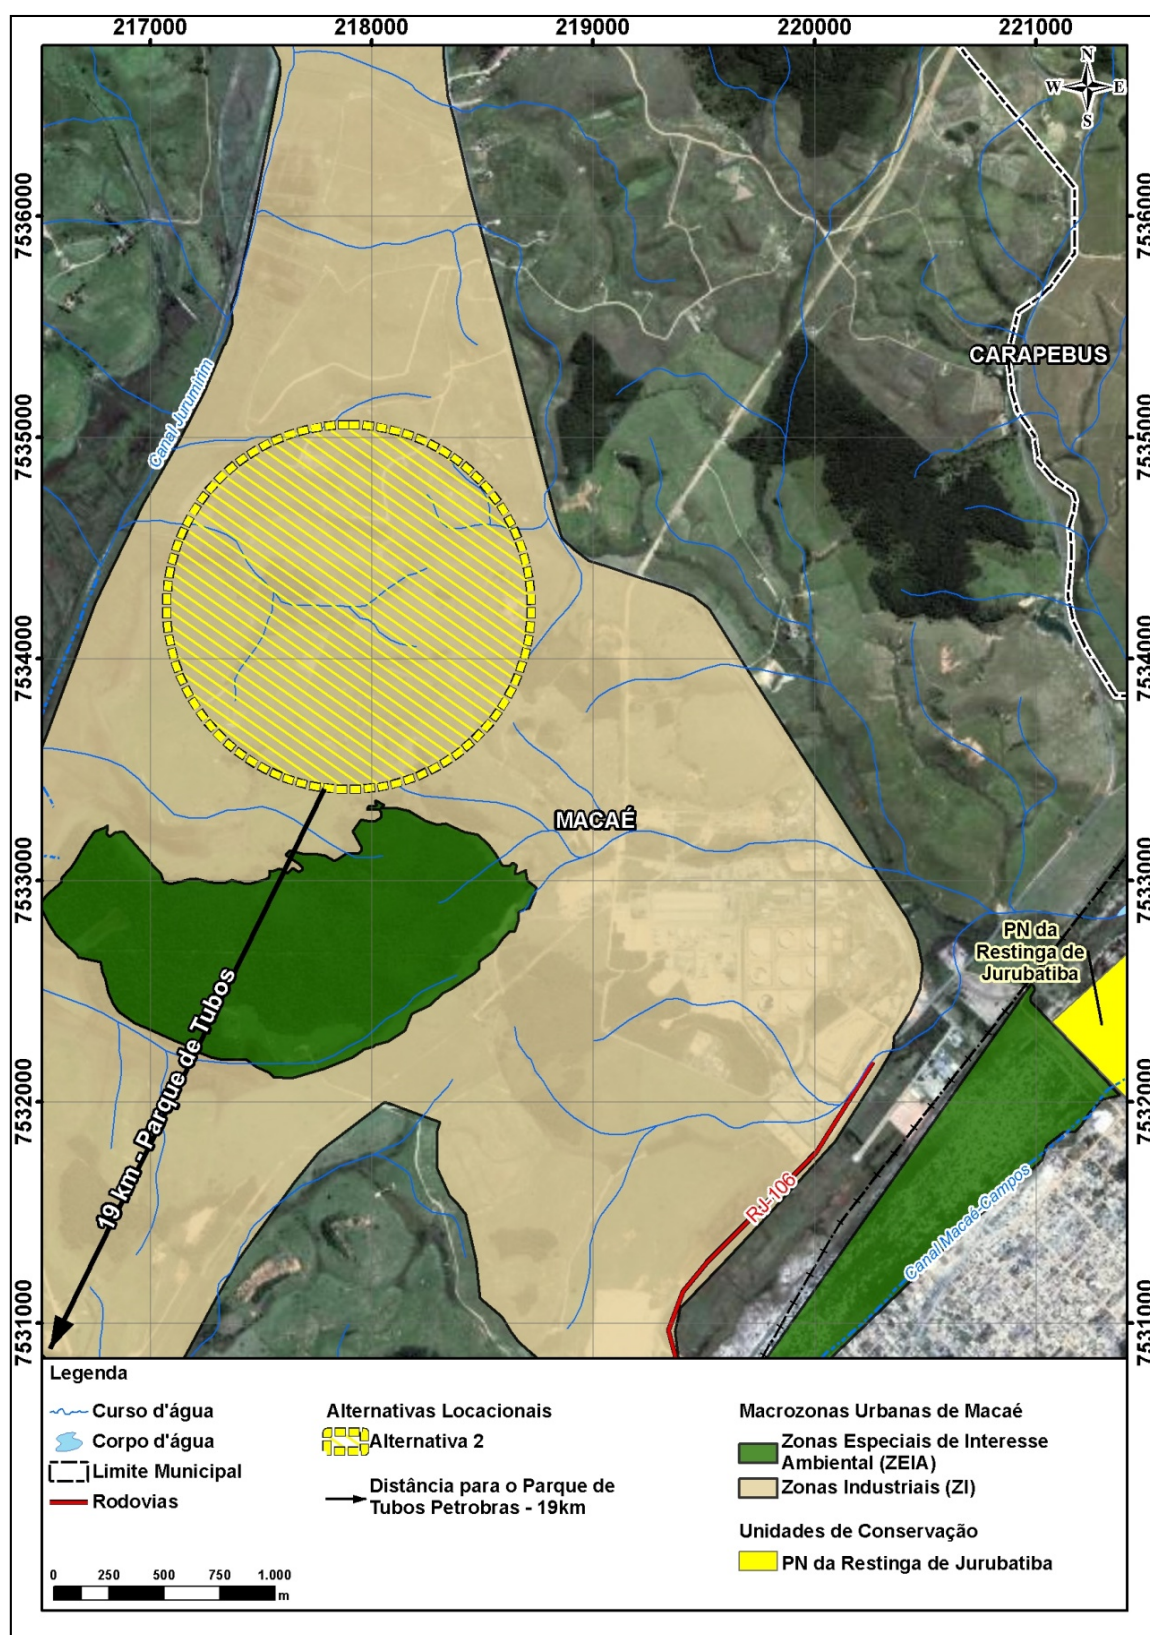 217000 218000 219000 220000 221000
N
W E
S
7536000 7536000
CARAPEBUS
Canal Jurumirim
7535000 7535000
7534000 7534000
MACAÉ
7533000 7533000
PN da
Restinga de
Jurubatiba
19 km - Parque de Tubos
7532000 7532000
RJ-106
Canal Macaé-Campos
7531000 7531000
Legenda
Curso d'água
Corpo d'água
Limite Municipal
Rodovias
Alternativas Locacionais
Alternativa 2
Distância para o Parque de
Tubos Petrobras - 19km
Macrozonas Urbanas de Macaé
Zonas Especiais de Interesse
Ambiental (ZEIA)
Zonas Industriais (ZI)
Unidades de Conservação
PN da Restinga de Jurubatiba
0 250 500 750 1.000
m